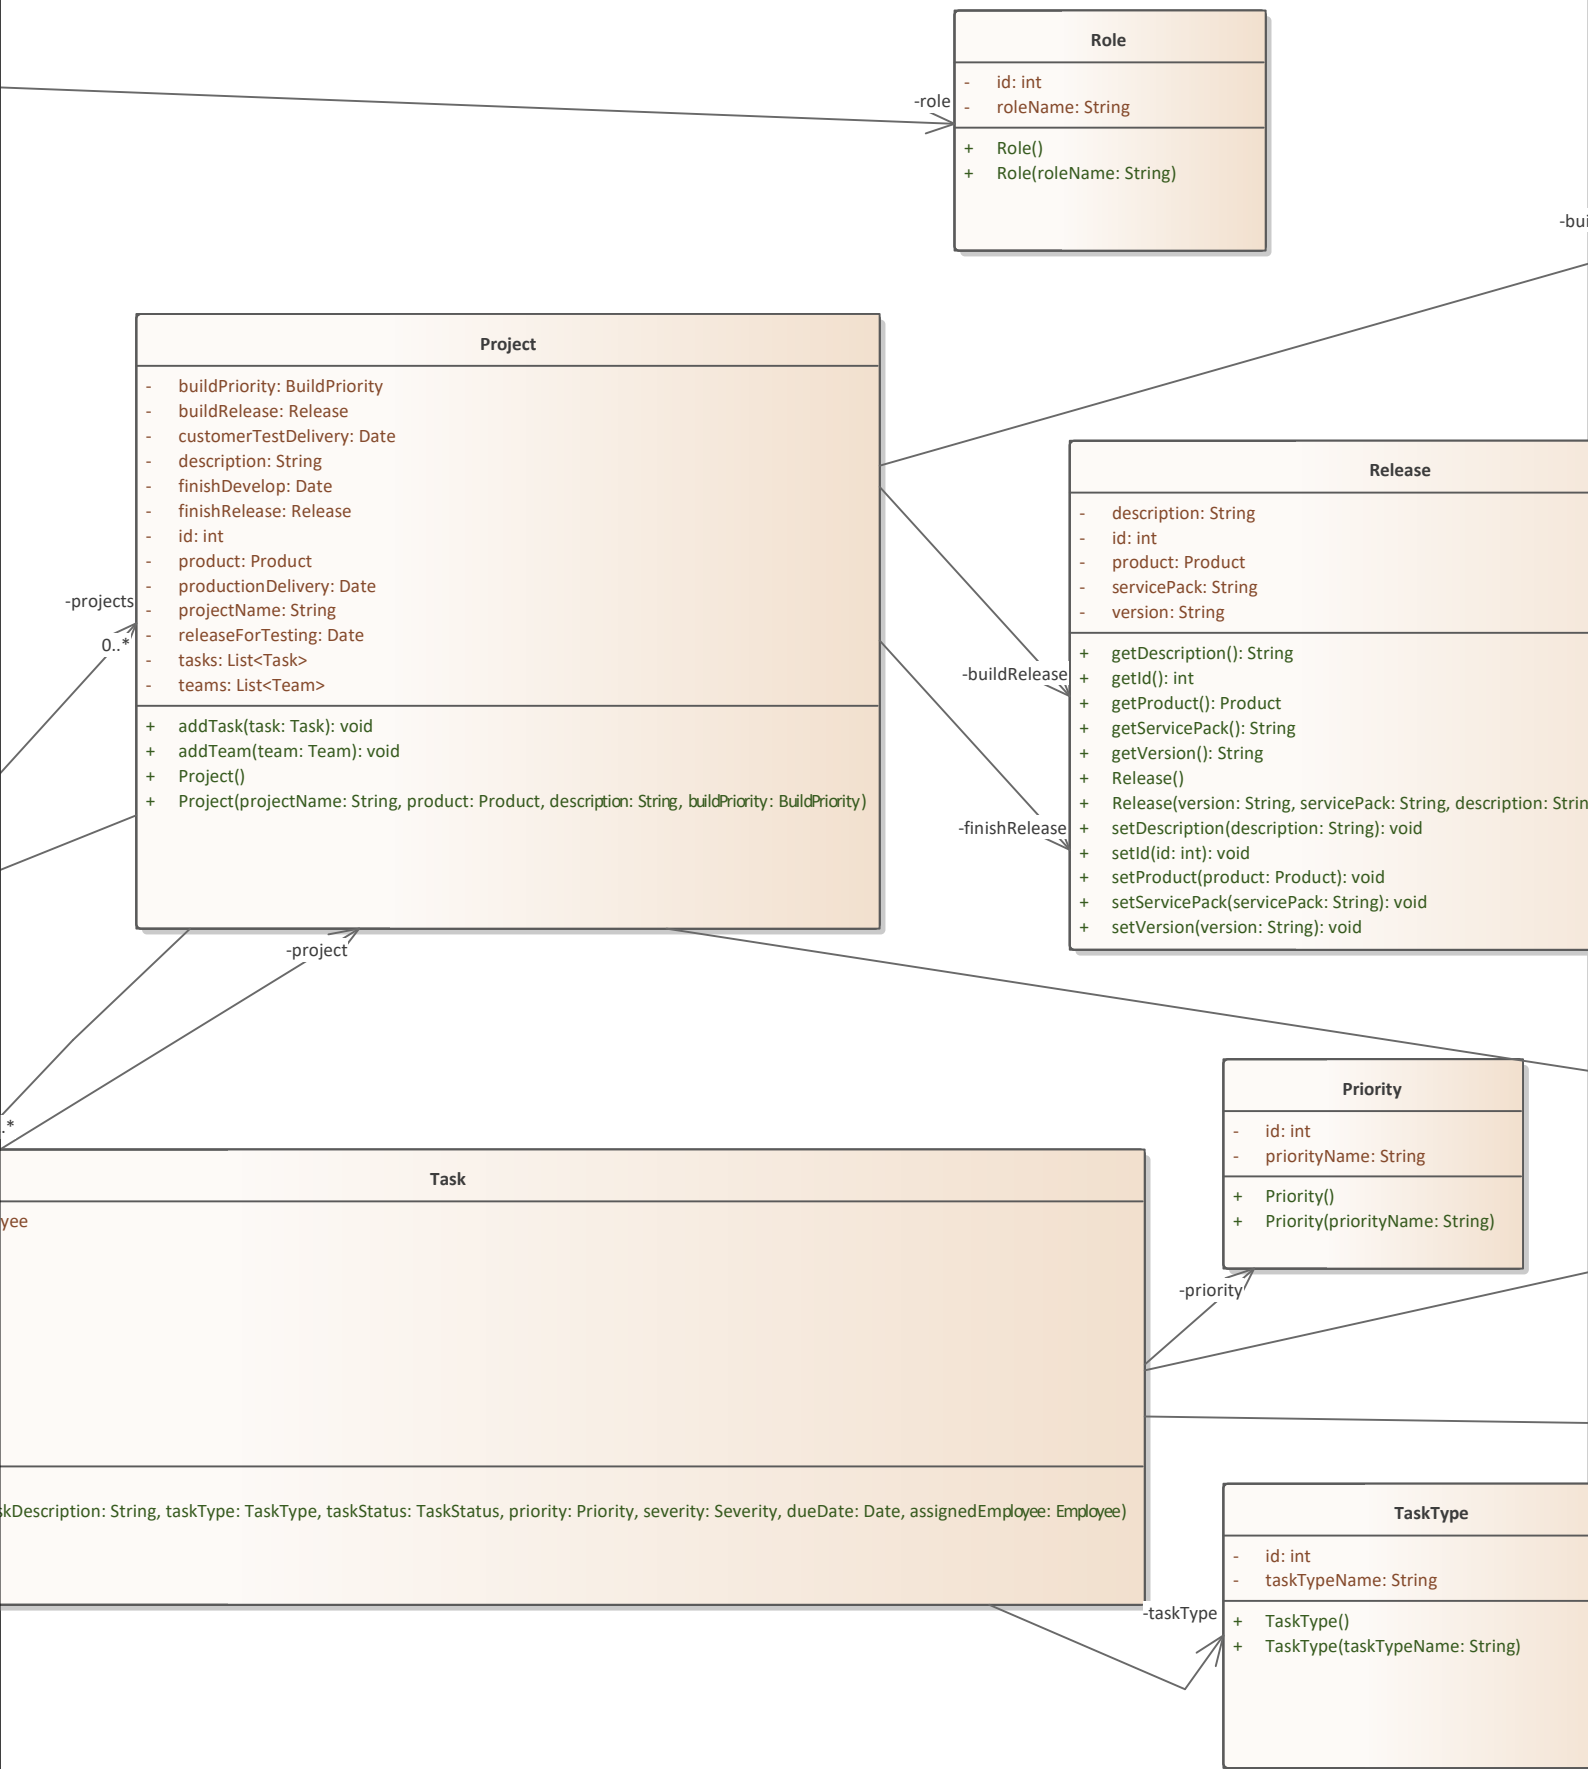 Role
- id: int
- roleName: String
+ Role()
+ Role(roleName: String)
-role
-bui
Project
- buildPriority: BuildPriority
- buildRelease: Release
- customerTestDelivery: Date
- description: String
- finishDevelop: Date
- finishRelease: Release
- id: int
- product: Product
- productionDelivery: Date
- projectName: String
- releaseForTesting: Date
- tasks: List<Task>
- teams: List<Team>
+ addTask(task: Task): void
+ addTeam(team: Team): void
+ Project()
+ Project(projectName: String, product: Product, description: String, buildPriority: BuildPriority)
-projects
0..*
Release
- description: String
- id: int
- product: Product
- servicePack: String
- version: String
+ getDescription(): String
+ getId(): int
+ getProduct(): Product
+ getServicePack(): String
+ getVersion(): String
+ Release()
+ Release(version: String, servicePack: String, description: Strin
+ setDescription(description: String): void
+ setId(id: int): void
+ setProduct(product: Product): void
+ setServicePack(servicePack: String): void
+ setVersion(version: String): void
-buildRelease
-finishRelease
-project
.*
Priority
- id: int
- priorityName: String
+ Priority()
+ Priority(priorityName: String)
-priority
Task
yee
kDescription: String, taskType: TaskType, taskStatus: TaskStatus, priority: Priority, severity: Severity, dueDate: Date, assignedEmployee: Employee)
-taskType
TaskType
- id: int
- taskTypeName: String
+ TaskType()
+ TaskType(taskTypeName: String)